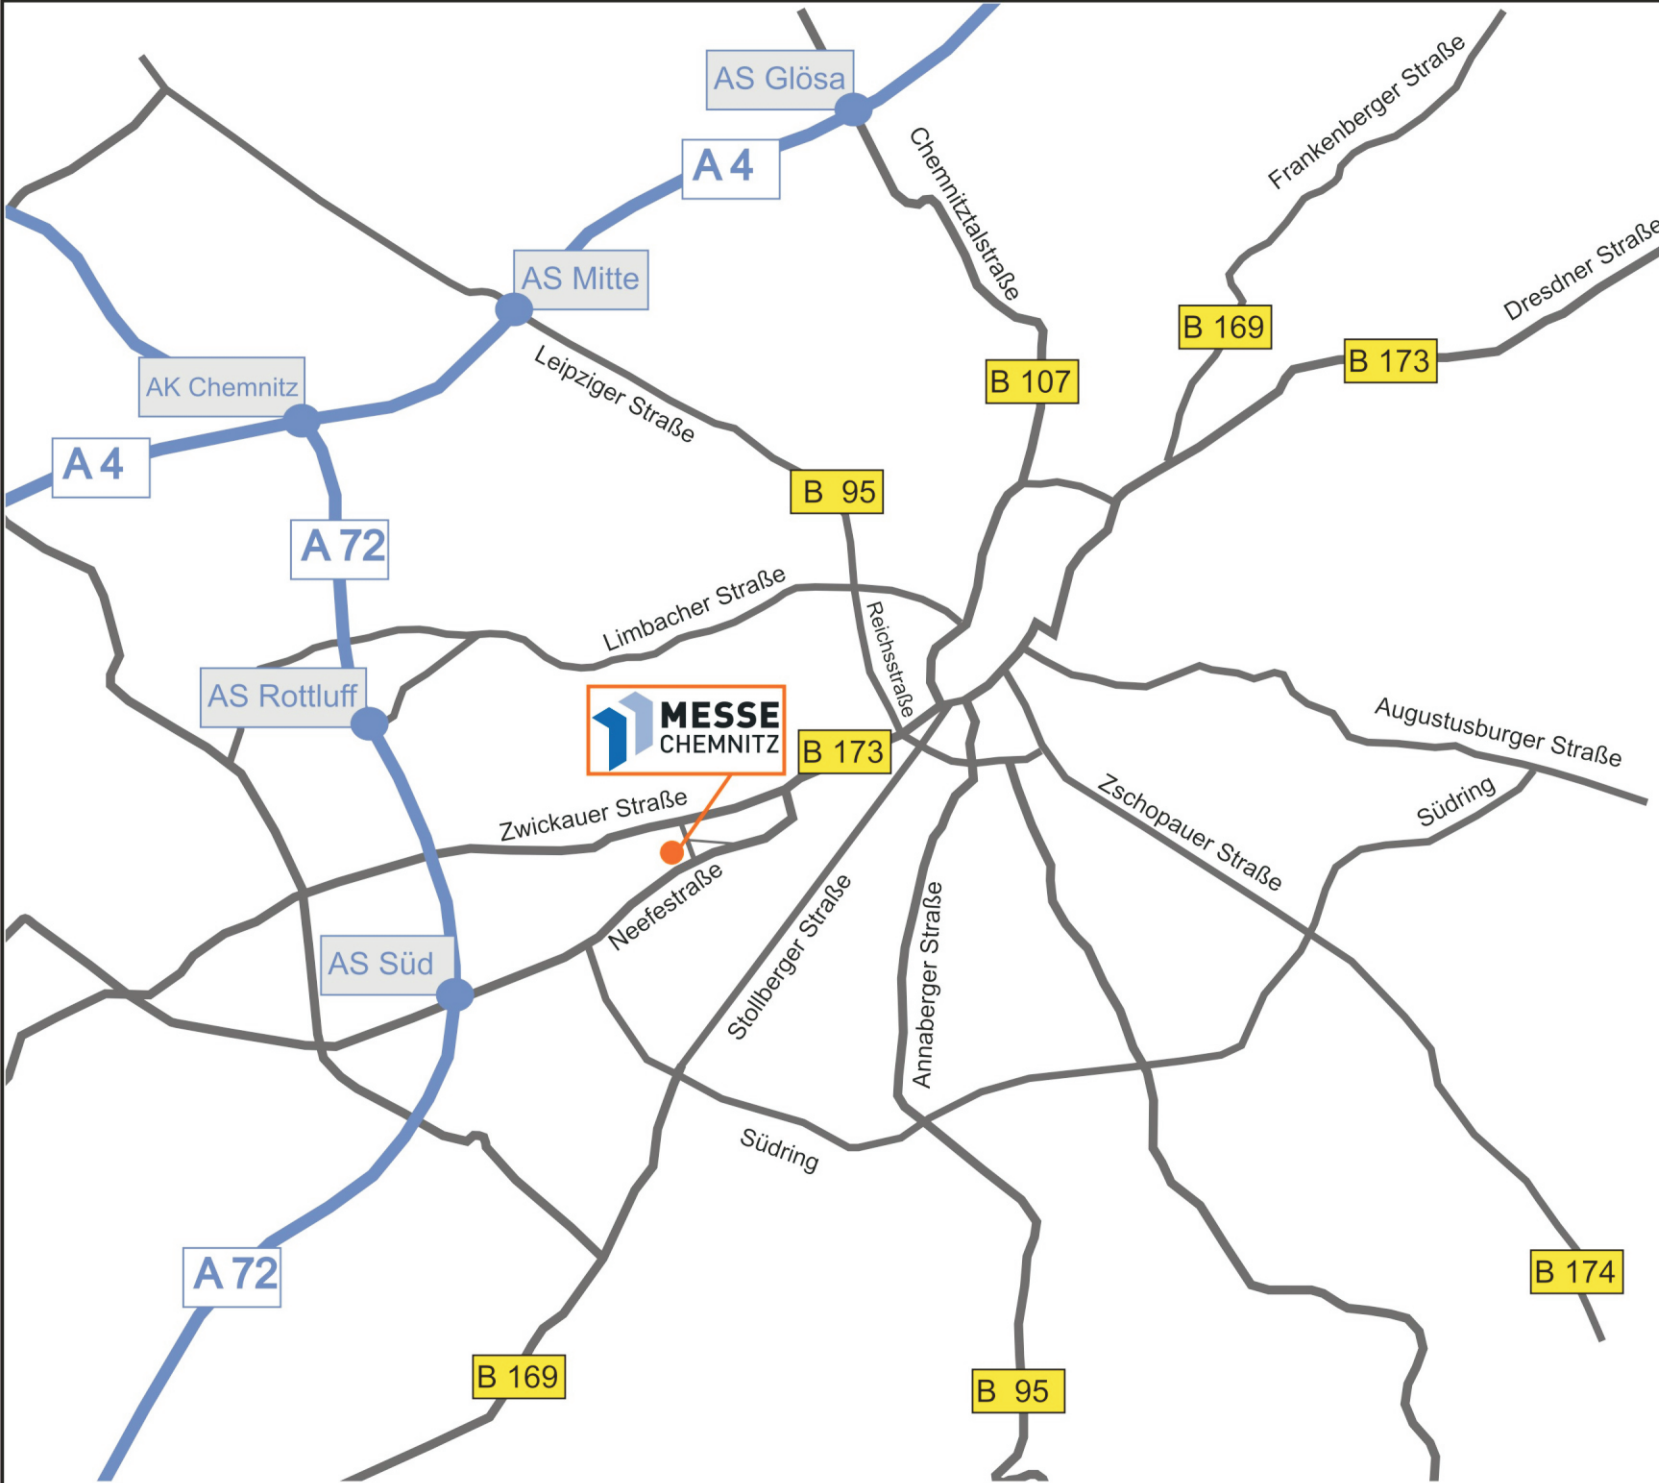 AS Glösa
Frankenberger Straße
A 4
Chemnitztalstraße
AS Mitte
Dresdner Straße
B 169
B 173
AK Chemnitz
Leipziger Straße
B 107
A 4
B 95
A 72
Limbacher Straße
Reichsstraße
AS Rottluff
MESSE
CHEMNITZ
B 173
Augustusburger Straße
Zwickauer Straße
Zschopauer Straße
Südring
Neefestraße
Stollberger Straße
Annaberger Straße
AS Süd
Südring
A 72
B 174
B 169
B 95